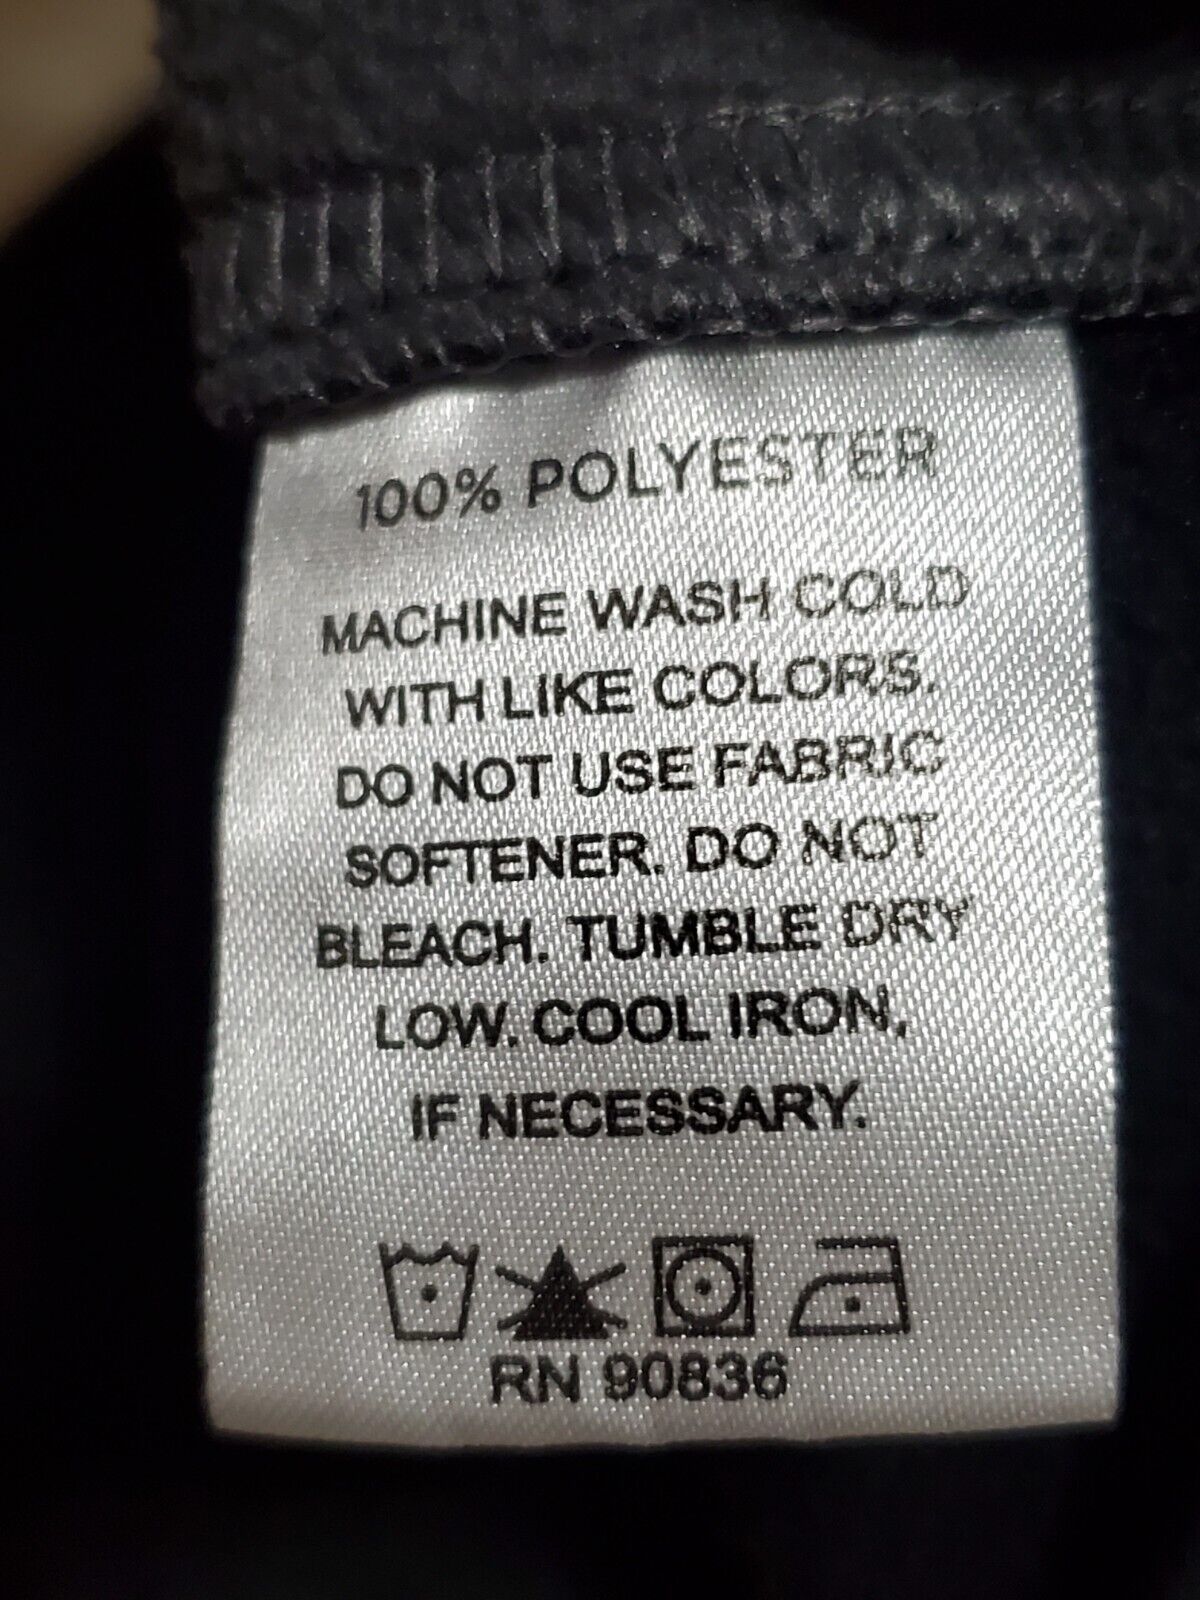 100% POLYESTER
MACHINE WASH COLD
WITH LIKE COLORS.
DO NOT USE FABRIC
SOFTENER. DO NOT
BLEACH. TUMBLE DRY
LOW. COOL IRON,
IF NECESSARY.
RN 90836